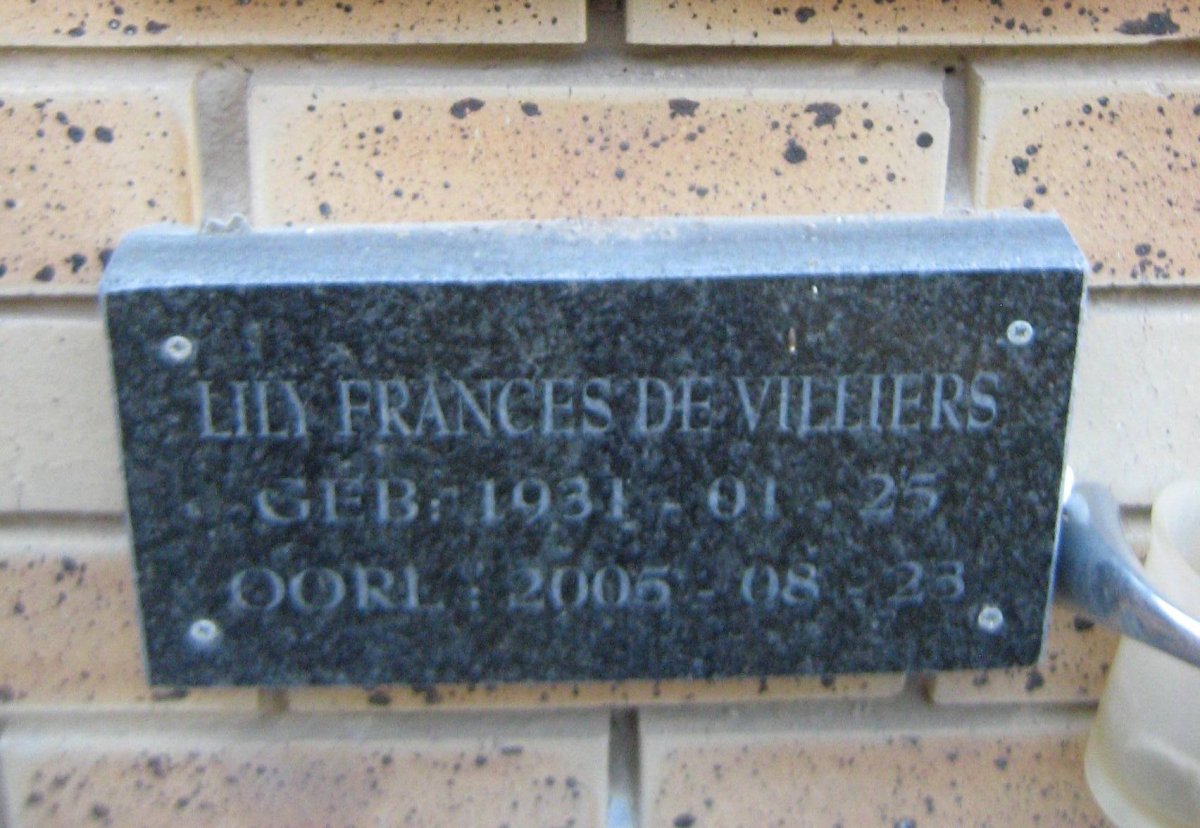 LILY FRANCES DE VILLIERS
GEB: 1931 - 01 - 25
OORL : 2005 - 08 - 23